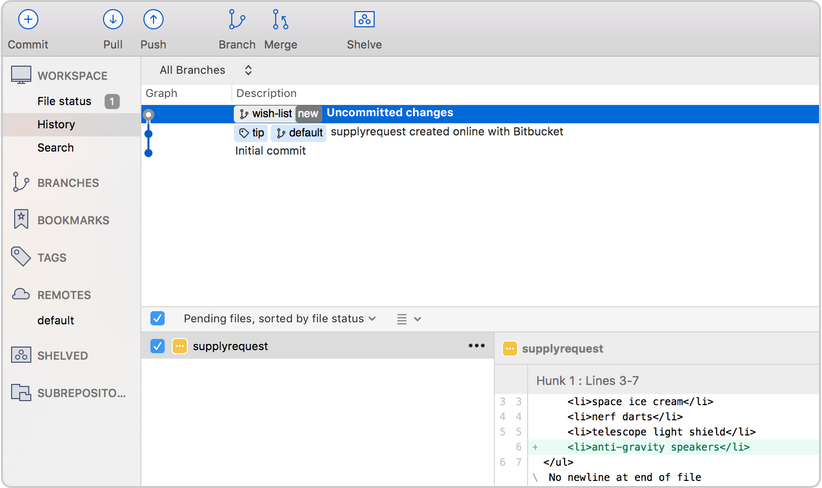 Commit Pull Push Branch Merge Shelve
WORKSPACE
File status 1
History
Search
BRANCHES
BOOKMARKS
TAGS
REMOTES
default
SHELVED
SUBREPOSITO...
All Branches
Graph Description
wish-list new Uncommitted changes
tip default supplyrequest created online with Bitbucket
Initial commit
Pending files, sorted by file status
supplyrequest
supplyrequest
Hunk 1 : Lines 3-7
3 3 <li>space ice cream</li>
4 4 <li>nerf darts</li>
5 5 <li>telescope light shield</li>
6 + <li>anti-gravity speakers</li>
6 7 </ul>
\ No newline at end of file